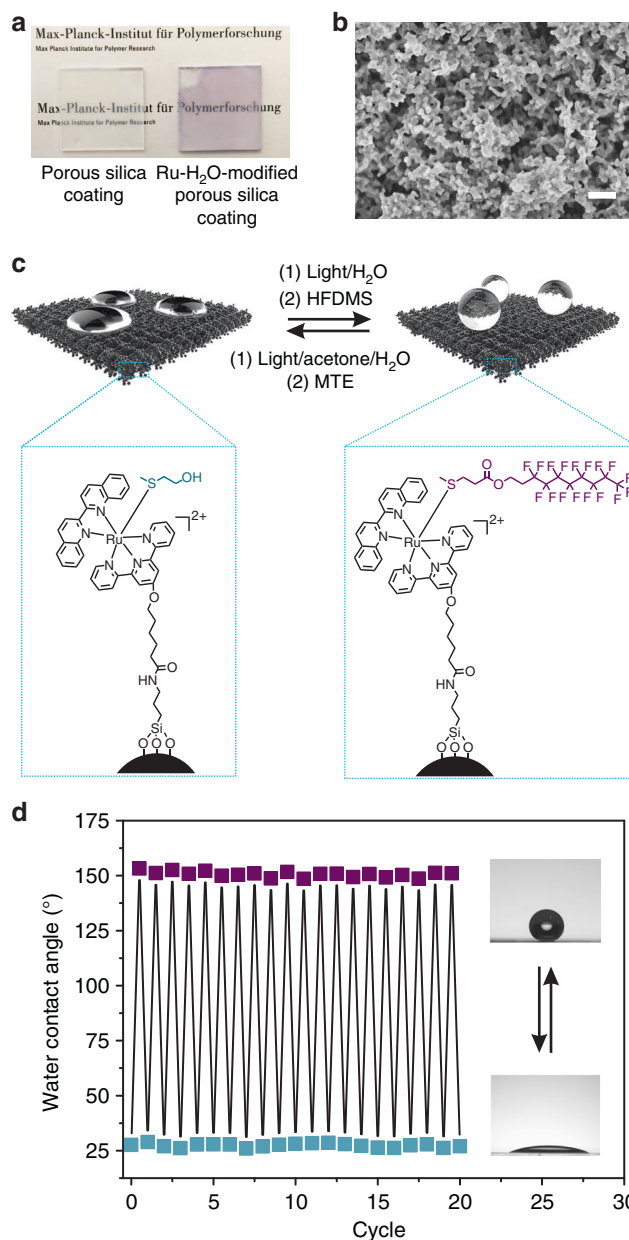 a
Max-Planck-Institut für Polymerforschung
Max Planck Institute for Polymer Research
Max-Planck-Institut für Polymerforschung
Max Planck Institute for Polymer Research
Porous silica
coating
Ru-H₂O-modified
porous silica
coating
b
c
(1) Light/H₂O
(2) HFDMS
(1) Light/acetone/H₂O
(2) MTE
S
OH
N
N
Ru
2+
N
N
N
O
O
HN
Si
O O O
S
O
O
F F F F F F F F
F
F
F F F F F F F
N
N
Ru
2+
N
N
N
O
O
HN
Si
O O O
d
Water contact angle (°)
175
150
125
100
75
50
25
0 5 10 15 20 25 30
Cycle